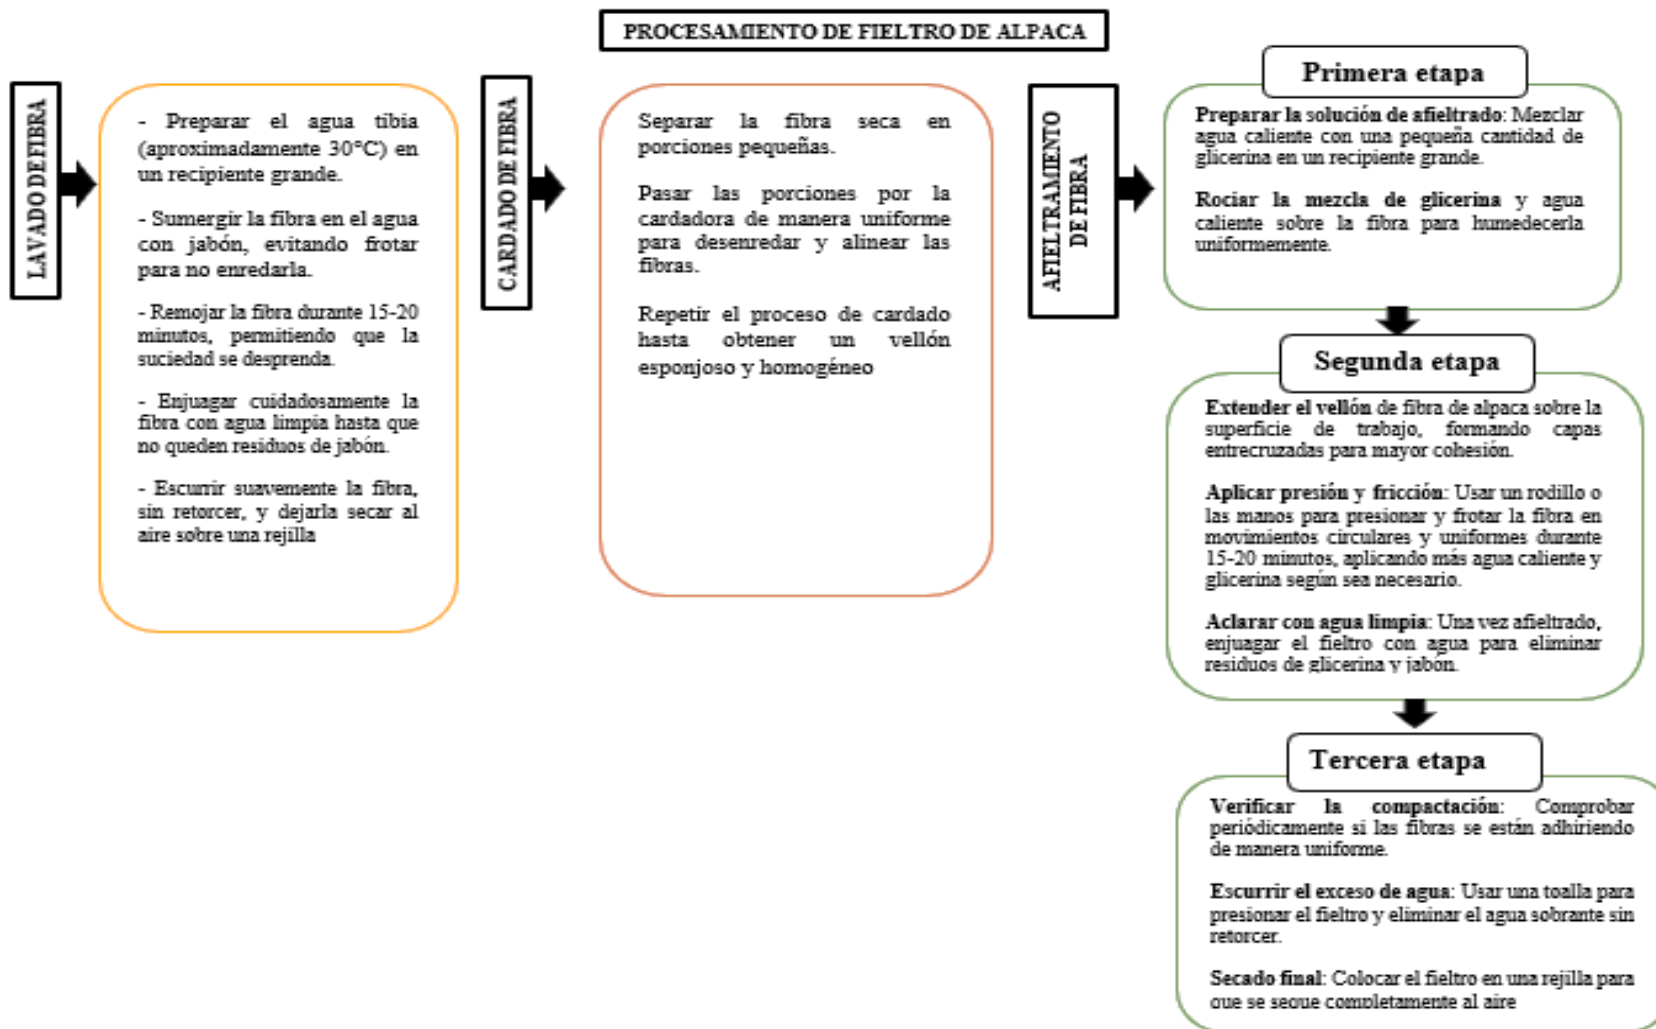 PROCESAMIENTO DE FIELTRO DE ALPACA
LAVADO DE FIBRA
- Preparar el agua tibia
(aproximadamente 30°C) en
un recipiente grande.
- Sumergir la fibra en el agua
con jabón, evitando frotar
para no enredarla.
- Remojar la fibra durante 15-20
minutos, permitiendo que la
suciedad se desprenda.
- Enjuagar cuidadosamente la
fibra con agua limpia hasta que
no queden residuos de jabón.
- Escurrir suavemente la fibra,
sin retorcer, y dejarla secar al
aire sobre una rejilla
CARDADO DE FIBRA
Separar la fibra seca en
porciones pequeñas.
Pasar las porciones por la
cardadora de manera uniforme
para desenredar y alinear las
fibras.
Repetir el proceso de cardado
hasta obtener un vellón
esponjoso y homogéneo
AFIELTRAMIENTO
DE FIBRA
Primera etapa
Preparar la solución de afieltrado: Mezclar
agua caliente con una pequeña cantidad de
glicerina en un recipiente grande.
Rociar la mezcla de glicerina y agua
caliente sobre la fibra para humedecerla
uniformemente.
Segunda etapa
Extender el vellón de fibra de alpaca sobre la
superficie de trabajo, formando capas
entrecruzadas para mayor cohesión.
Aplicar presión y fricción: Usar un rodillo o
las manos para presionar y frotar la fibra en
movimientos circulares y uniformes durante
15-20 minutos, aplicando más agua caliente y
glicerina según sea necesario.
Aclarar con agua limpia: Una vez afieltrado,
enjuagar el fieltro con agua para eliminar
residuos de glicerina y jabón.
Tercera etapa
Verificar la compactación: Comprobar
periódicamente si las fibras se están adhiriendo
de manera uniforme.
Escurrir el exceso de agua: Usar una toalla para
presionar el fieltro y eliminar el agua sobrante sin
retorcer.
Secado final: Colocar el fieltro en una rejilla para
que se seque completamente al aire